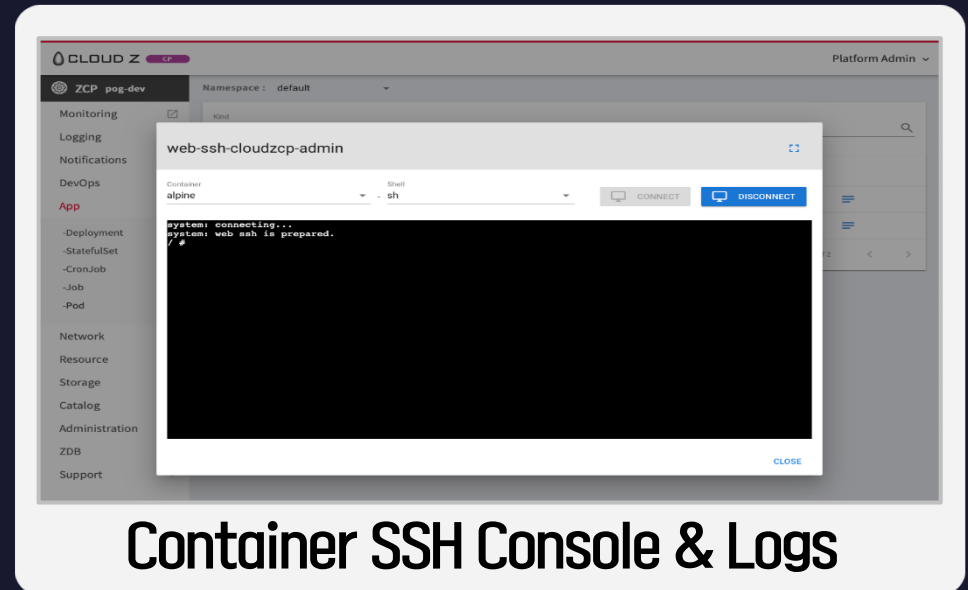 CLOUD Z CP
Platform Admin
ZCP pog-dev
Namespace : default
Monitoring
Kind
Logging
Notifications
DevOps
App
-Deployment
-StatefulSet
-CronJob
-Job
-Pod
Network
Resource
Storage
Catalog
Administration
ZDB
Support
web-ssh-cloudzcp-admin
Container
alpine
-
Shell
sh
CONNECT
DISCONNECT
system: connecting...
system: web ssh is prepared.
/ #
CLOSE
Container SSH Console & Logs